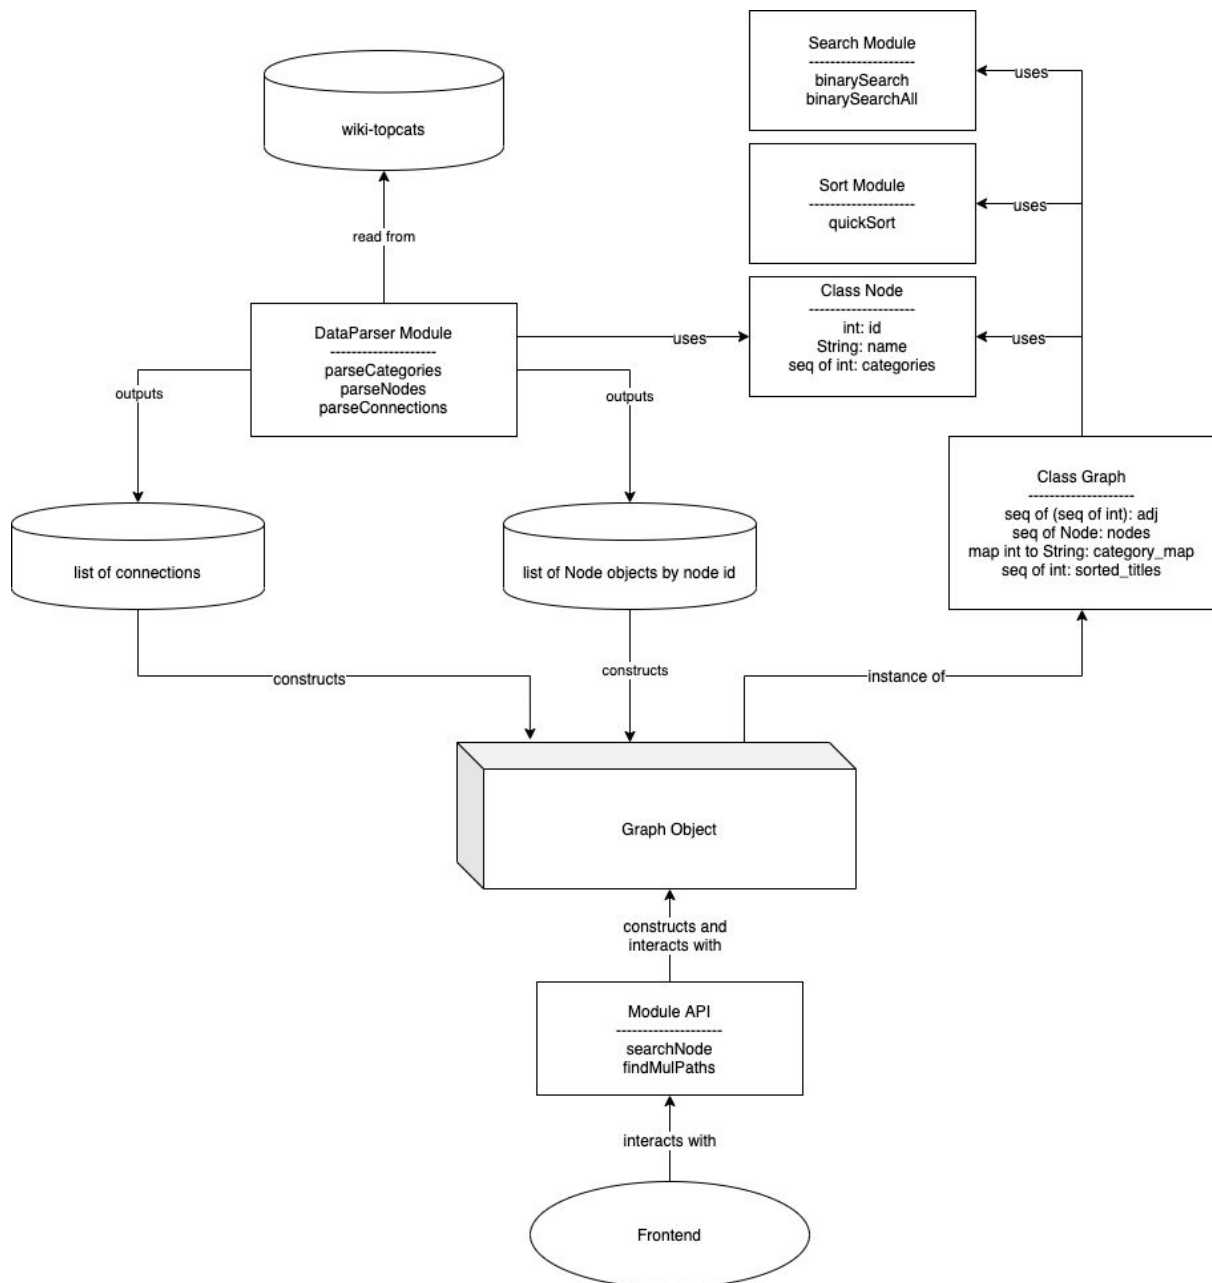 Search Module
---------------------
binarySearch
binarySearchAll
uses
wiki-topcats
Sort Module
---------------------
quickSort
uses
read from
Class Node
---------------------
int: id
String: name
seq of int: categories
uses
uses
DataParser Module
---------------------
parseCategories
parseNodes
parseConnections
outputs
outputs
Class Graph
---------------------
seq of (seq of int): adj
seq of Node: nodes
map int to String: category_map
seq of int: sorted_titles
list of connections
list of Node objects by node id
constructs
constructs
instance of
Graph Object
constructs and
interacts with
Module API
---------------------
searchNode
findMulPaths
interacts with
Frontend